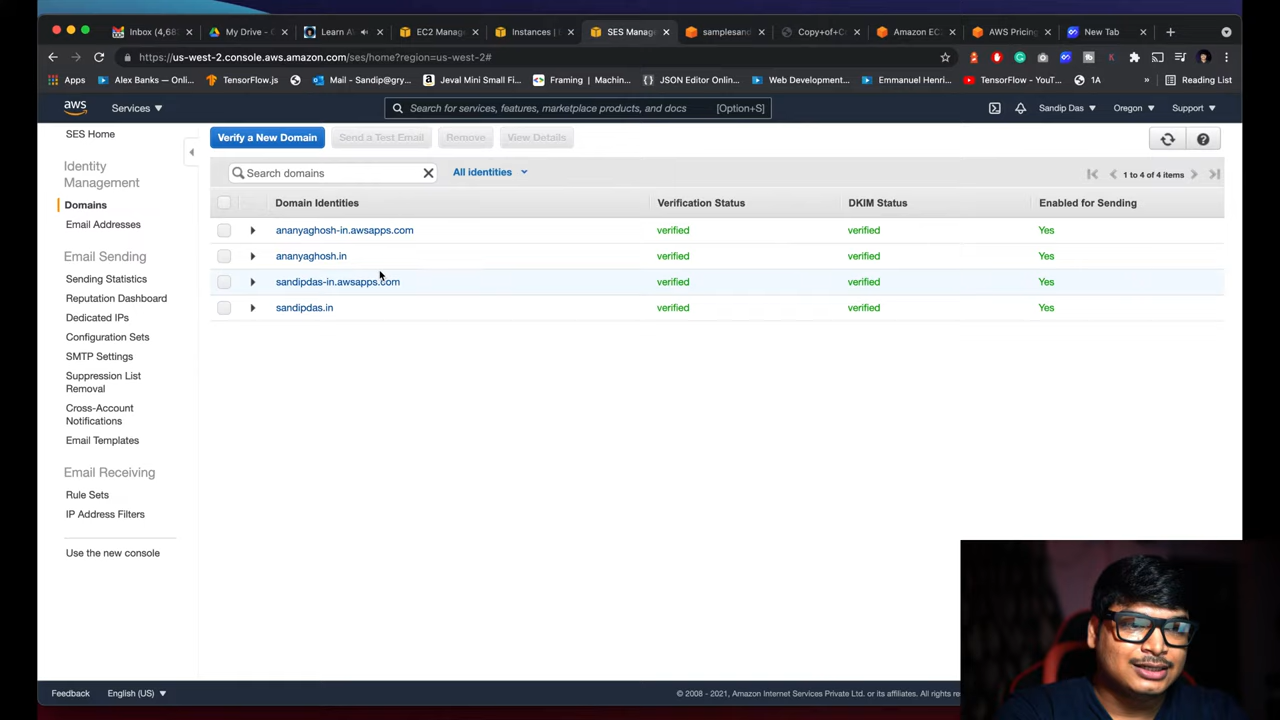 Inbox (4,68
My Drive - G
Learn A
EC2 Manag
Instances |
SES Manag
samplesand
Copy+of+C
Amazon EC
AWS Pricing
New Tab
https://us-west-2.console.aws.amazon.com/ses/home?region=us-west-2#
Apps
Alex Banks — Onli...
TensorFlow.js
Mail - Sandip@gry...
Jeval Mini Small Fi...
Framing | Machin...
JSON Editor Onlin...
Web Development...
Emmanuel Henri...
TensorFlow - YouT...
1A
»
Reading List
aws
Services
Search for services, features, marketplace products, and docs
[Option+S]
Sandip Das
Oregon
Support
SES Home
Identity
Management
Domains
Email Addresses
Email Sending
Sending Statistics
Reputation Dashboard
Dedicated IPs
Configuration Sets
SMTP Settings
Suppression List
Removal
Cross-Account
Notifications
Email Templates
Email Receiving
Rule Sets
IP Address Filters
Use the new console
Verify a New Domain
Send a Test Email
Remove
View Details
Search domains
All identities
1 to 4 of 4 items
Domain Identities
Verification Status
DKIM Status
Enabled for Sending
ananyaghosh-in.awsapps.com
verified
verified
Yes
ananyaghosh.in
verified
verified
Yes
sandipdas-in.awsapps.com
verified
verified
Yes
sandipdas.in
verified
verified
Yes
Feedback
English (US)
© 2008 - 2021, Amazon Internet Services Private Ltd. or its affiliates. All rights